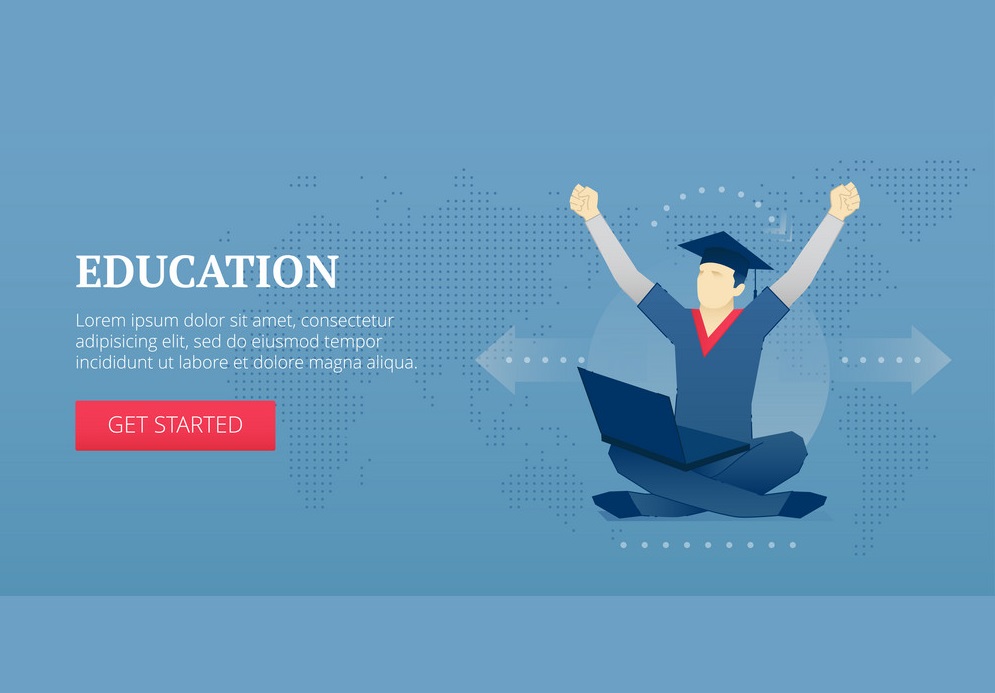 EDUCATION
Lorem ipsum dolor sit amet, consectetur
adipisicing elit, sed do eiusmod tempor
incididunt ut labore et dolore magna aliqua.
GET STARTED